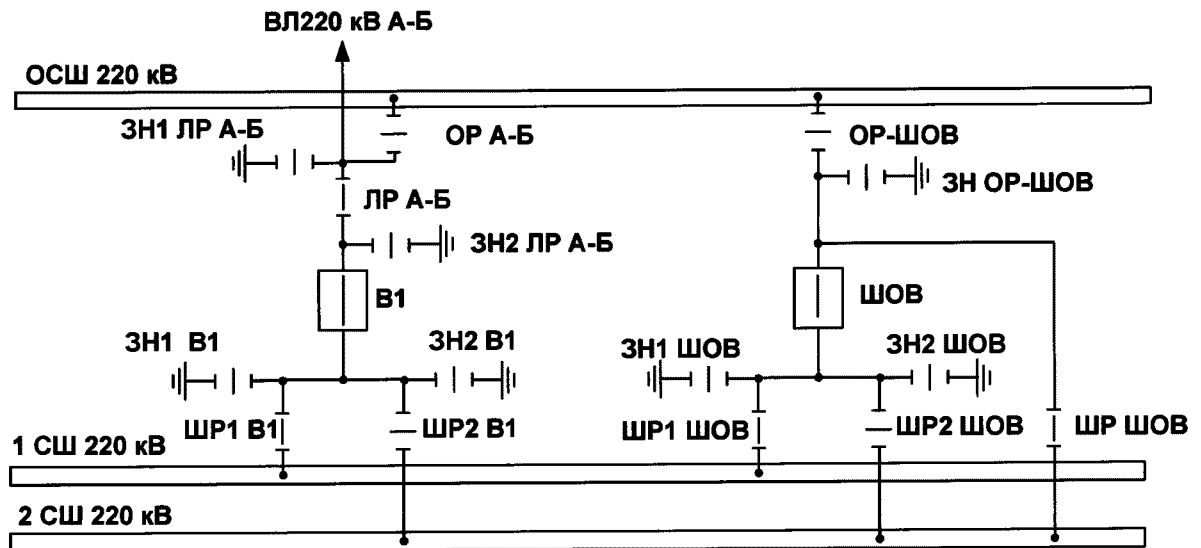 ВЛ220 кВ А-Б
ОСШ 220 кВ
ЗН1 ЛР А-Б
ОР А-Б
ОР-ШОВ
ЗН ОР-ШОВ
ЛР А-Б
ЗН2 ЛР А-Б
В1
ШОВ
ЗН1 В1
ЗН2 В1
ЗН1 ШОВ
ЗН2 ШОВ
ШР1 В1
ШР2 В1
ШР1 ШОВ
ШР2 ШОВ
ШР ШОВ
1 СШ 220 кВ
2 СШ 220 кВ